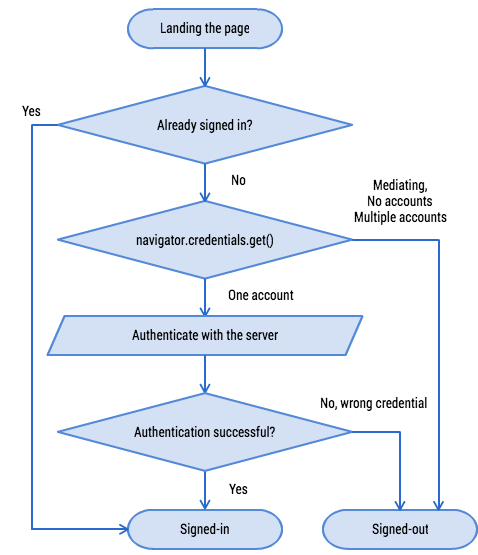 Landing the page
Yes
Already signed in?
No
Mediating,
No accounts
Multiple accounts
navigator.credentials.get()
One account
Authenticate with the server
No, wrong credential
Authentication successful?
Yes
Signed-in
Signed-out